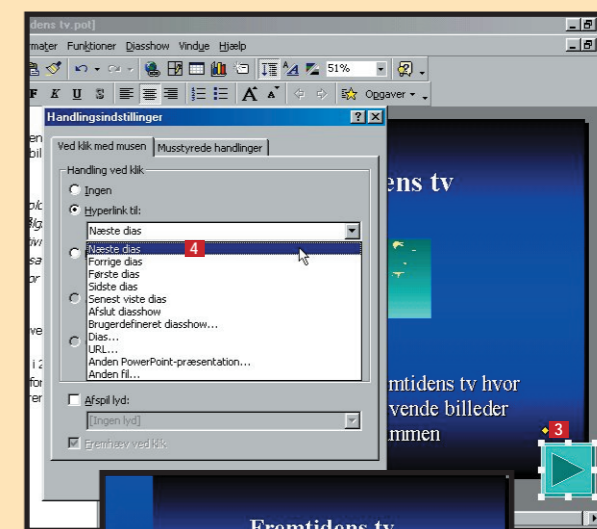 dens tv.pot]
Funktioner Diasshow Vindue Hjælp
51%
F K U S Opgaver
Handlingsindstillinger
Ved klik med musen Musstyrede handlinger
Handling ved klik
Ingen
Hyperlink til:
Næste dias
Næste dias 4
Forrige dias
Første dias
Sidste dias
Senest viste dias
Afslut diasshow
Brugerdefineret diasshow...
Dias...
URL...
Anden PowerPoint-præsentation...
Anden fil...
Afspil lyd:
[Ingen lyd]
Fremhæv ved klik
ens tv
mtidens tv hvor
vende billeder
mmen
3
Fremtidens tv